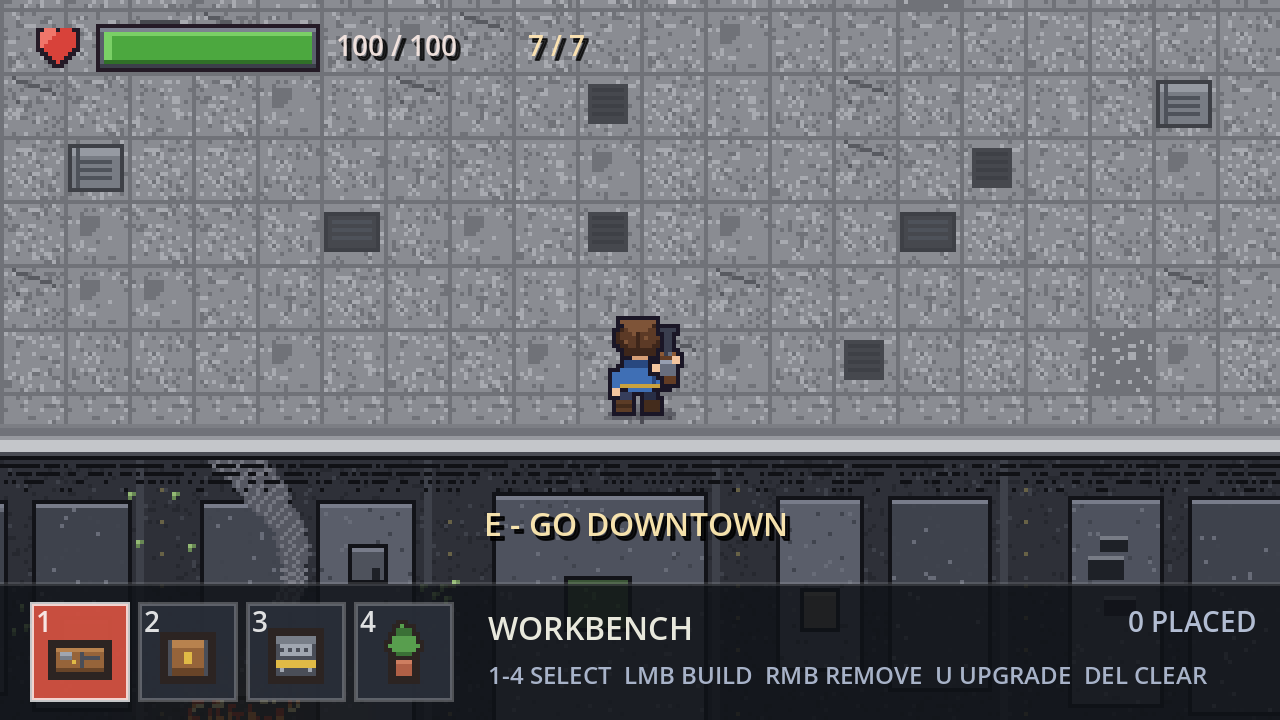 100 / 100
7 / 7
E - GO DOWNTOWN
1
2
3
4
WORKBENCH
0 PLACED
1-4 SELECT  LMB BUILD  RMB REMOVE  U UPGRADE  DEL CLEAR